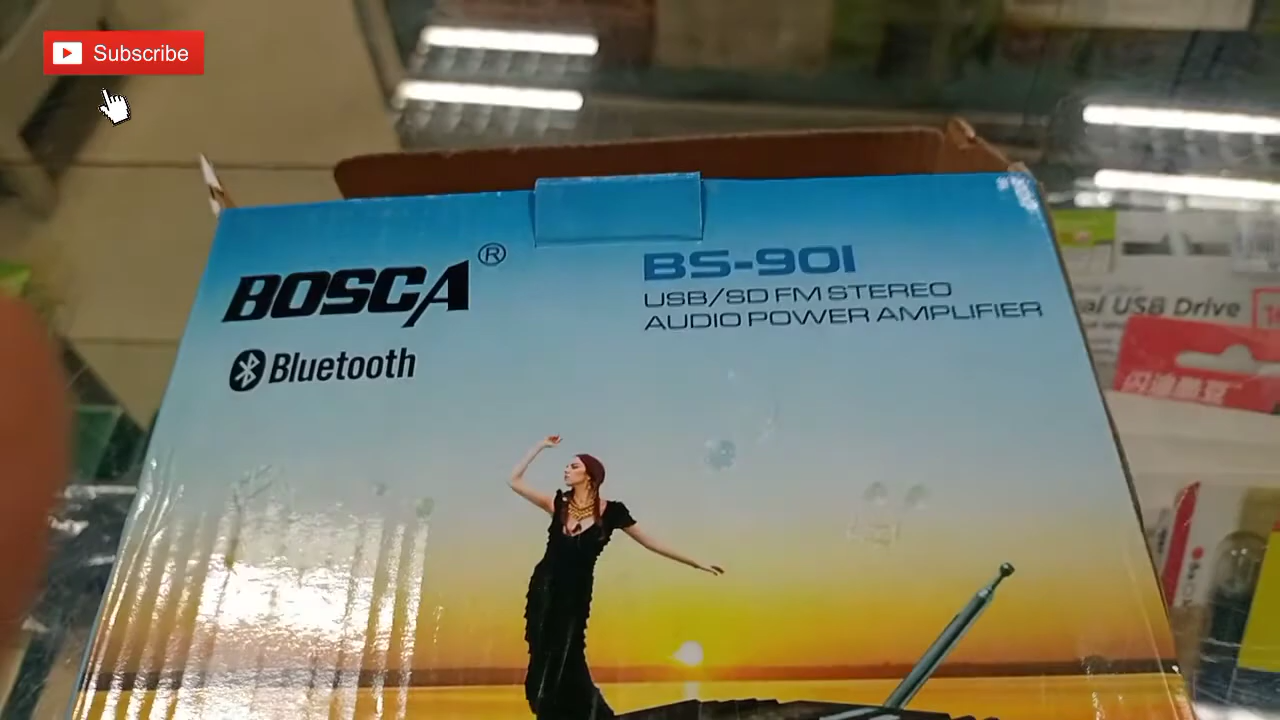 Subscribe
BOSCA®
BS-901
USB/SD FM STEREO
AUDIO POWER AMPLIFIER
Bluetooth
al USB Drive